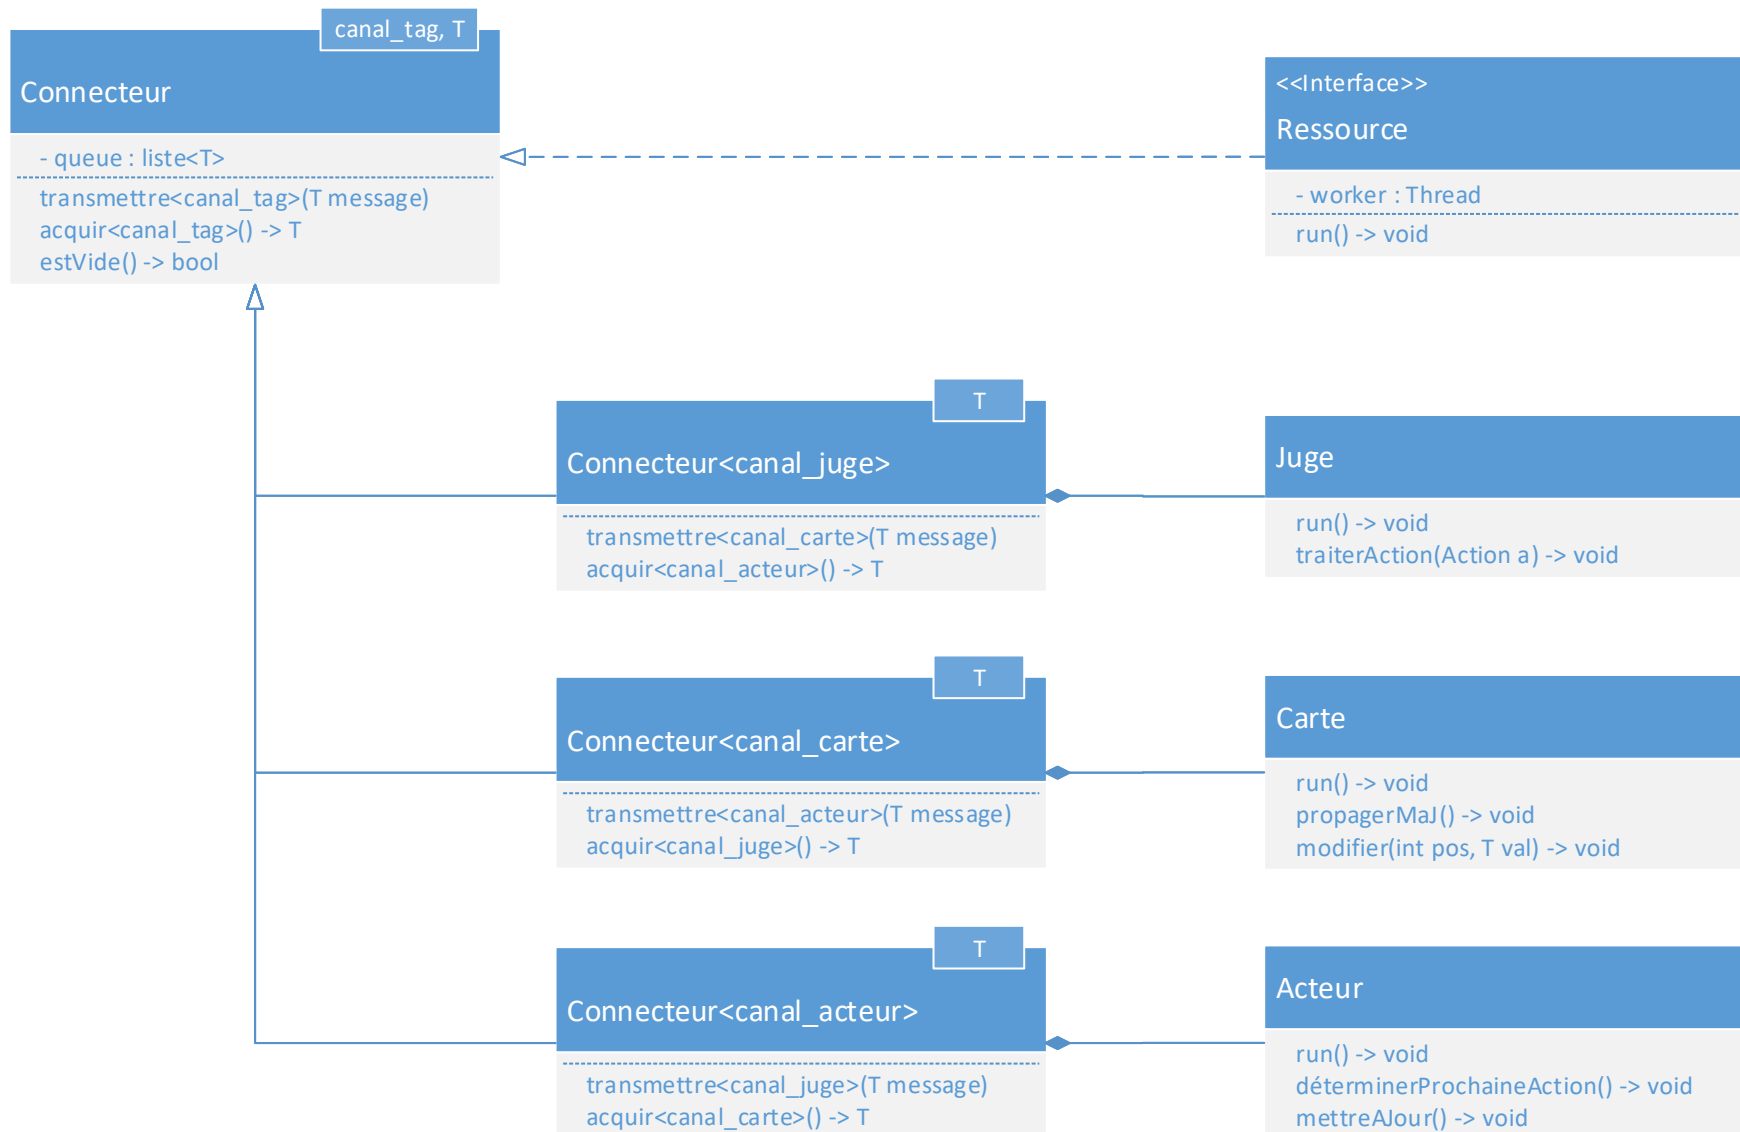 canal_tag, T
Connecteur
- queue : liste<T>
transmettre<canal_tag>(T message)
acquir<canal_tag>() -> T
estVide() -> bool
<<Interface>>
Ressource
- worker : Thread
run() -> void
T
Connecteur<canal_juge>
transmettre<canal_carte>(T message)
acquir<canal_acteur>() -> T
Juge
run() -> void
traiterAction(Action a) -> void
T
Connecteur<canal_carte>
transmettre<canal_acteur>(T message)
acquir<canal_juge>() -> T
Carte
run() -> void
propagerMaJ() -> void
modifier(int pos, T val) -> void
T
Connecteur<canal_acteur>
transmettre<canal_juge>(T message)
acquir<canal_carte>() -> T
Acteur
run() -> void
déterminerProchaineAction() -> void
mettreAJour() -> void